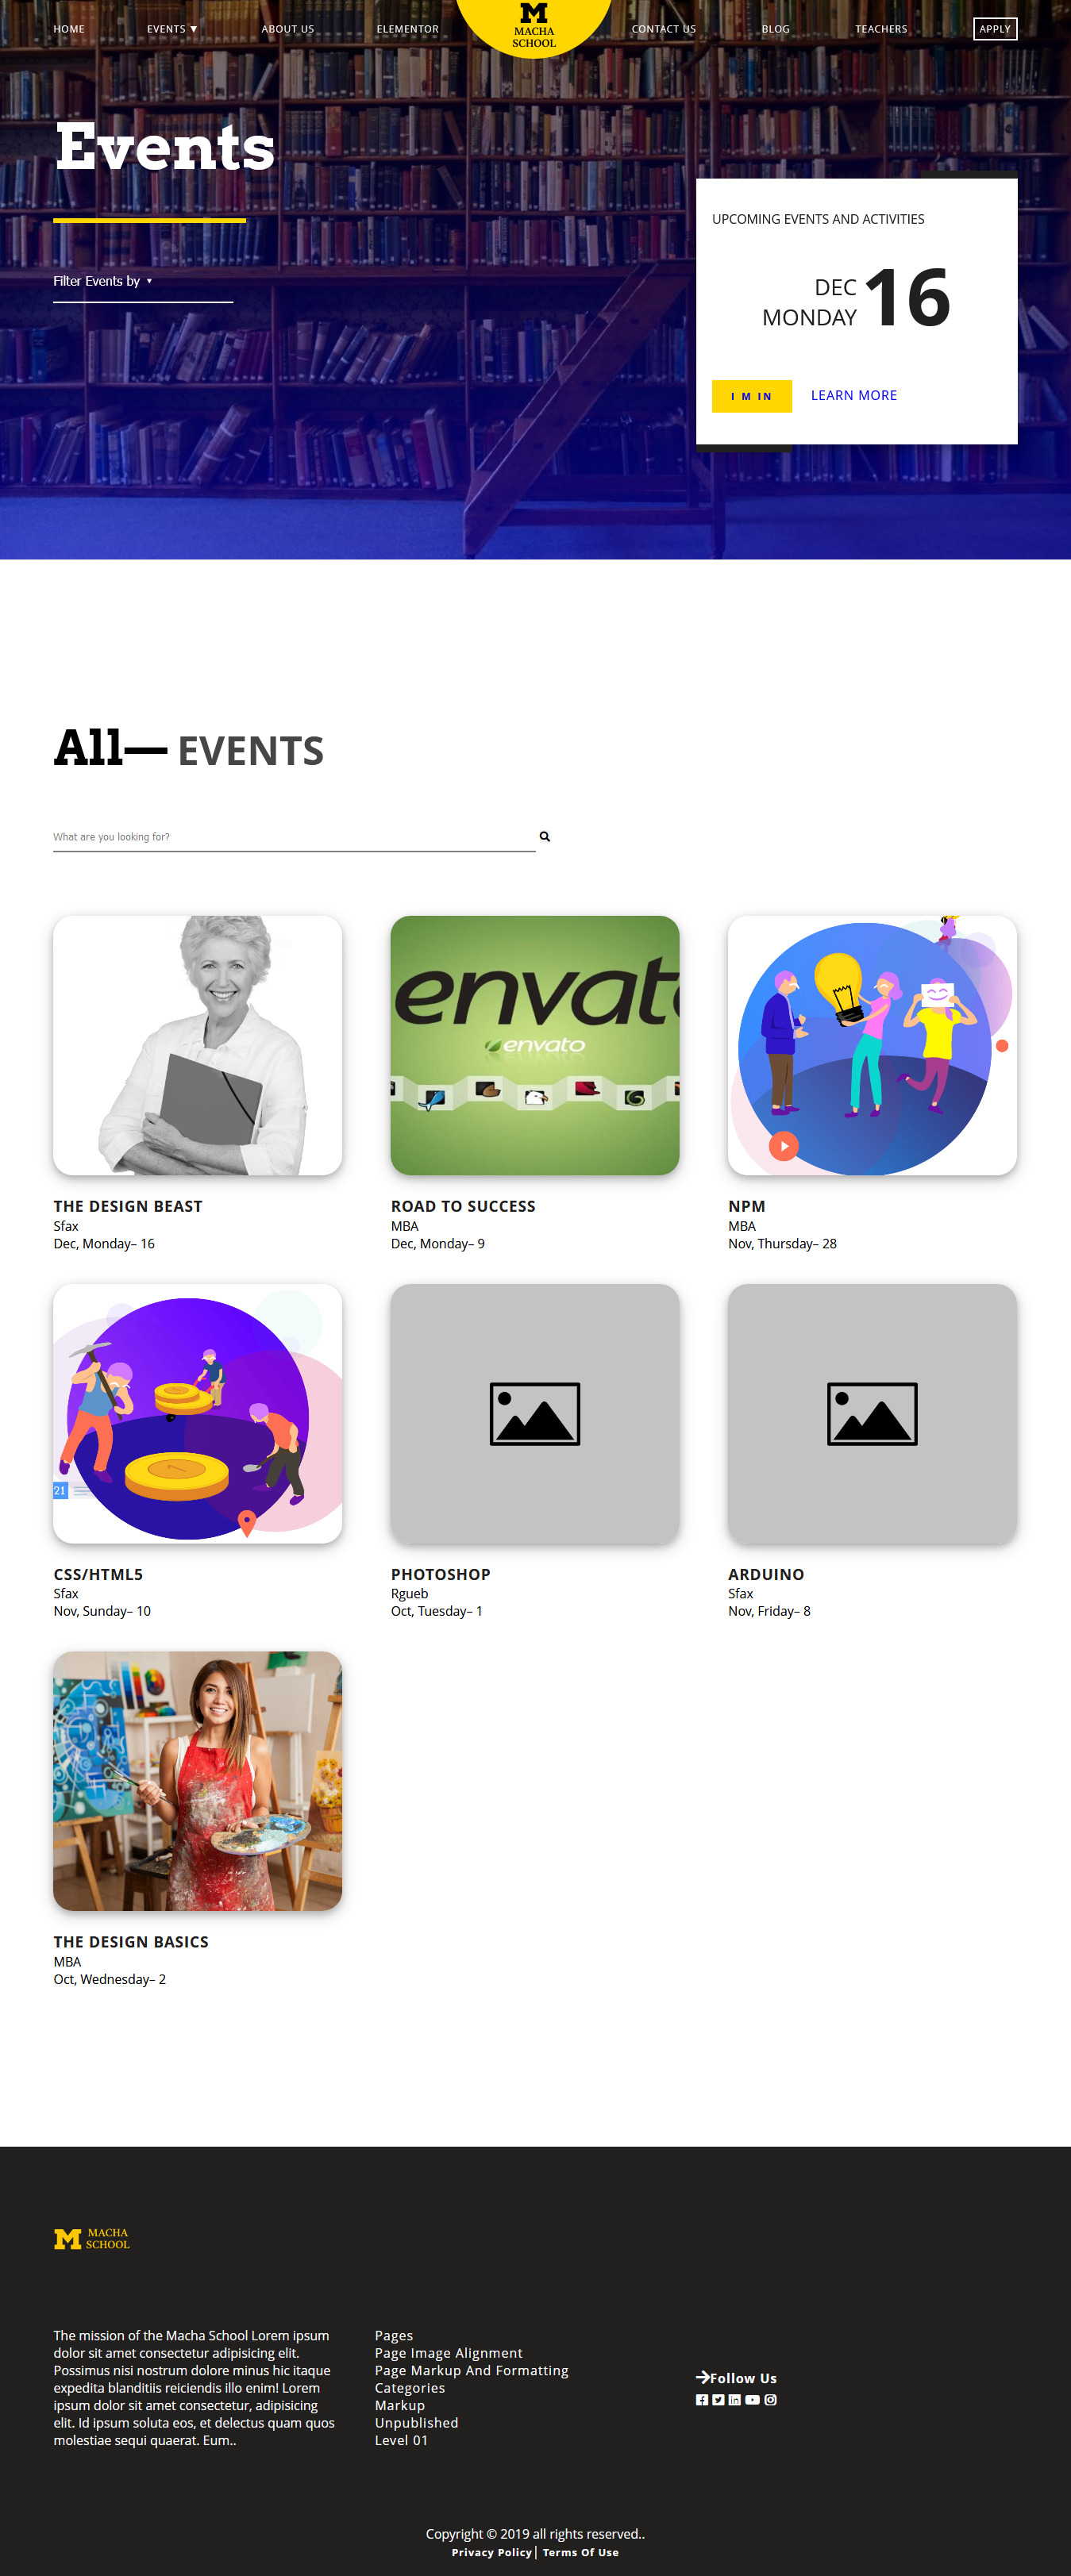 HOME
EVENTS ▼
ABOUT US
ELEMENTOR
MACHA
SCHOOL
CONTACT US
BLOG
TEACHERS
APPLY
Events
Filter Events by ▾
UPCOMING EVENTS AND ACTIVITIES
DEC
MONDAY
16
I M IN
LEARN MORE
All— EVENTS
What are you looking for?
envato
envato
THE DESIGN BEAST
Sfax
Dec, Monday– 16
ROAD TO SUCCESS
MBA
Dec, Monday– 9
NPM
MBA
Nov, Thursday– 28
21
CSS/HTML5
Sfax
Nov, Sunday– 10
PHOTOSHOP
Rgueb
Oct, Tuesday– 1
ARDUINO
Sfax
Nov, Friday– 8
THE DESIGN BASICS
MBA
Oct, Wednesday– 2
M MACHA
SCHOOL
The mission of the Macha School Lorem ipsum
dolor sit amet consectetur adipisicing elit.
Possimus nisi nostrum dolore minus hic itaque
expedita blanditiis reiciendis illo enim! Lorem
ipsum dolor sit amet consectetur, adipisicing
elit. Id ipsum soluta eos, et delectus quam quos
molestiae sequi quaerat. Eum..
Pages
Page Image Alignment
Page Markup And Formatting
Categories
Markup
Unpublished
Level 01
Follow Us
Copyright © 2019 all rights reserved..
Privacy Policy | Terms Of Use